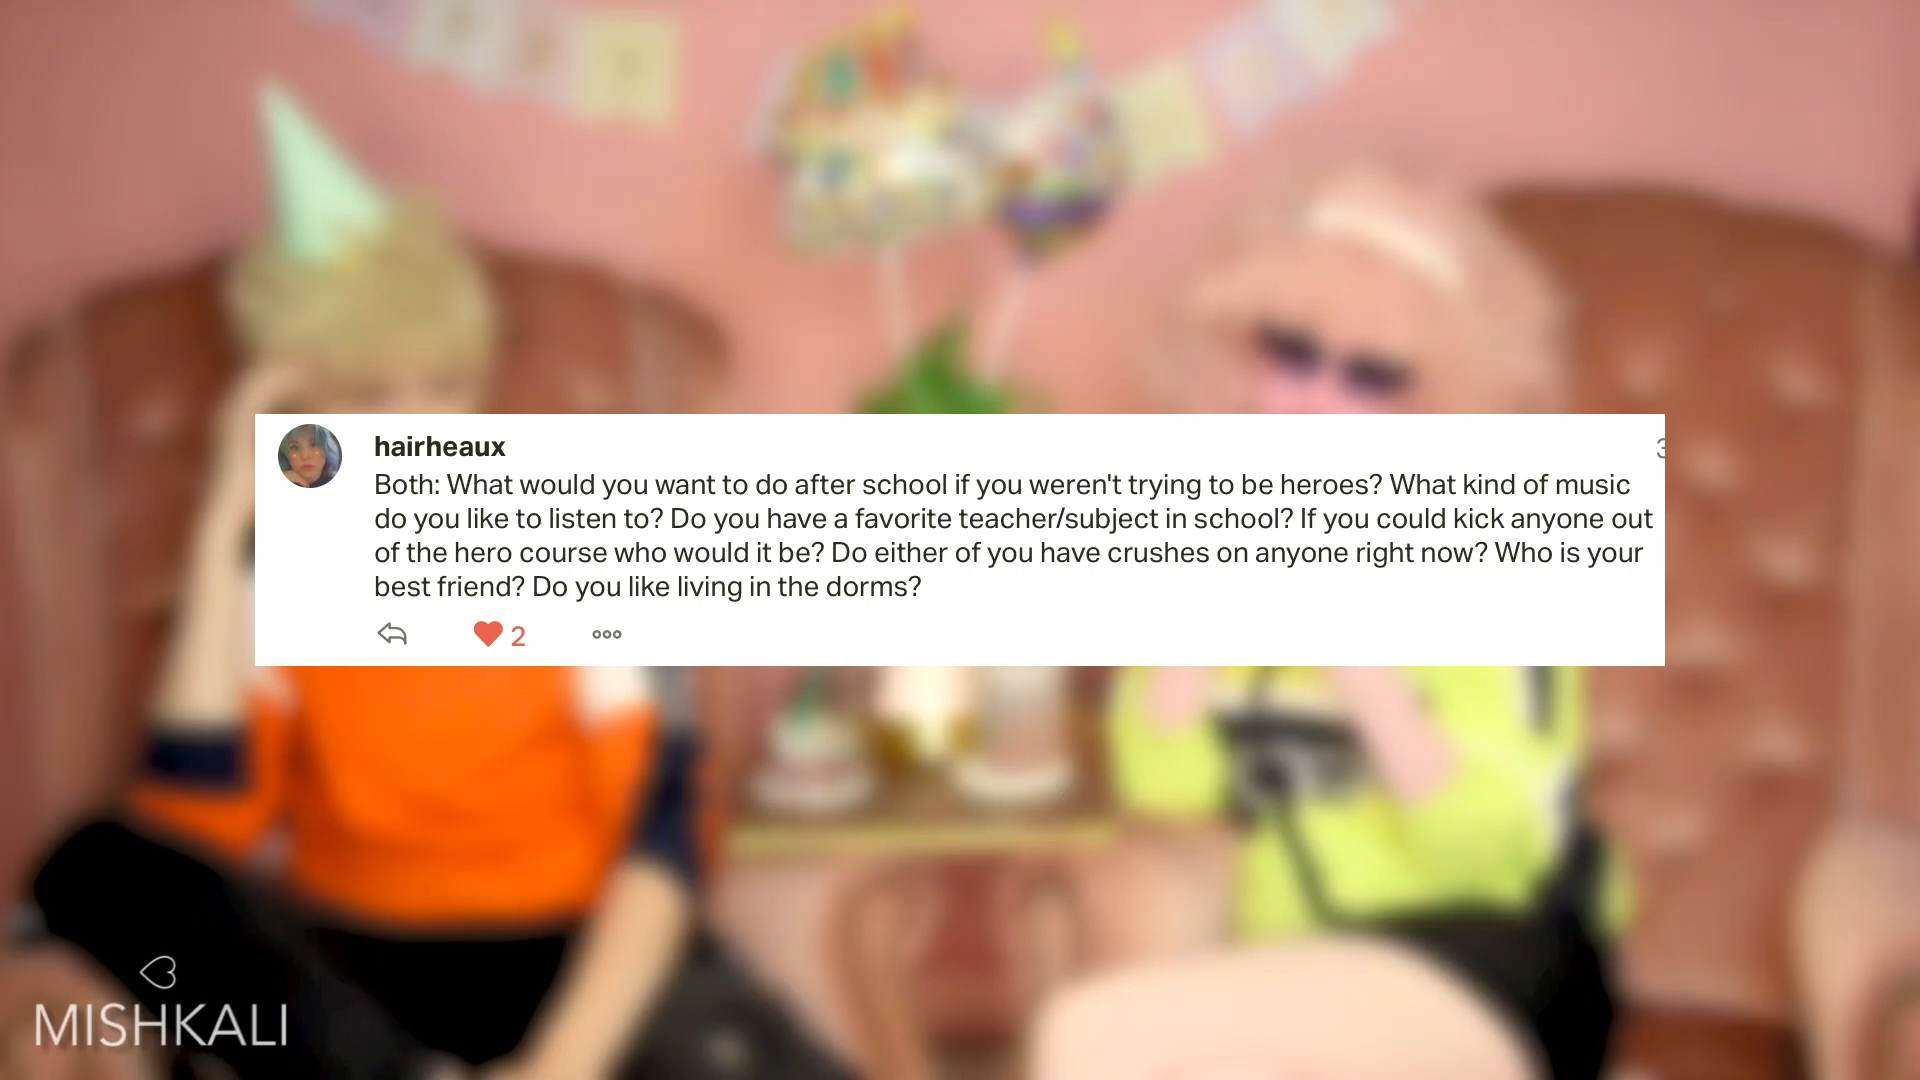 hairheaux
Both: What would you want to do after school if you weren't trying to be heroes? What kind of music
do you like to listen to? Do you have a favorite teacher/subject in school? If you could kick anyone out
of the hero course who would it be? Do either of you have crushes on anyone right now? Who is your
best friend? Do you like living in the dorms?
2
MISHKALI